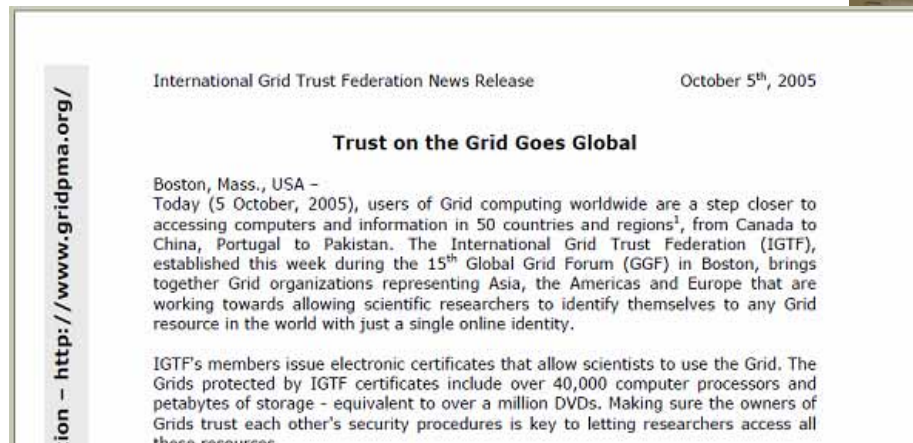 International Grid Trust Federation News Release October 5th, 2005
Trust on the Grid Goes Global
Boston, Mass., USA –
Today (5 October, 2005), users of Grid computing worldwide are a step closer to
accessing computers and information in 50 countries and regions1, from Canada to
China, Portugal to Pakistan. The International Grid Trust Federation (IGTF),
established this week during the 15th Global Grid Forum (GGF) in Boston, brings
together Grid organizations representing Asia, the Americas and Europe that are
working towards allowing scientific researchers to identify themselves to any Grid
resource in the world with just a single online identity.
IGTF's members issue electronic certificates that allow scientists to use the Grid. The
Grids protected by IGTF certificates include over 40,000 computer processors and
petabytes of storage - equivalent to over a million DVDs. Making sure the owners of
Grids trust each other's security procedures is key to letting researchers access all
these resources.
ion – http://www.gridpma.org/